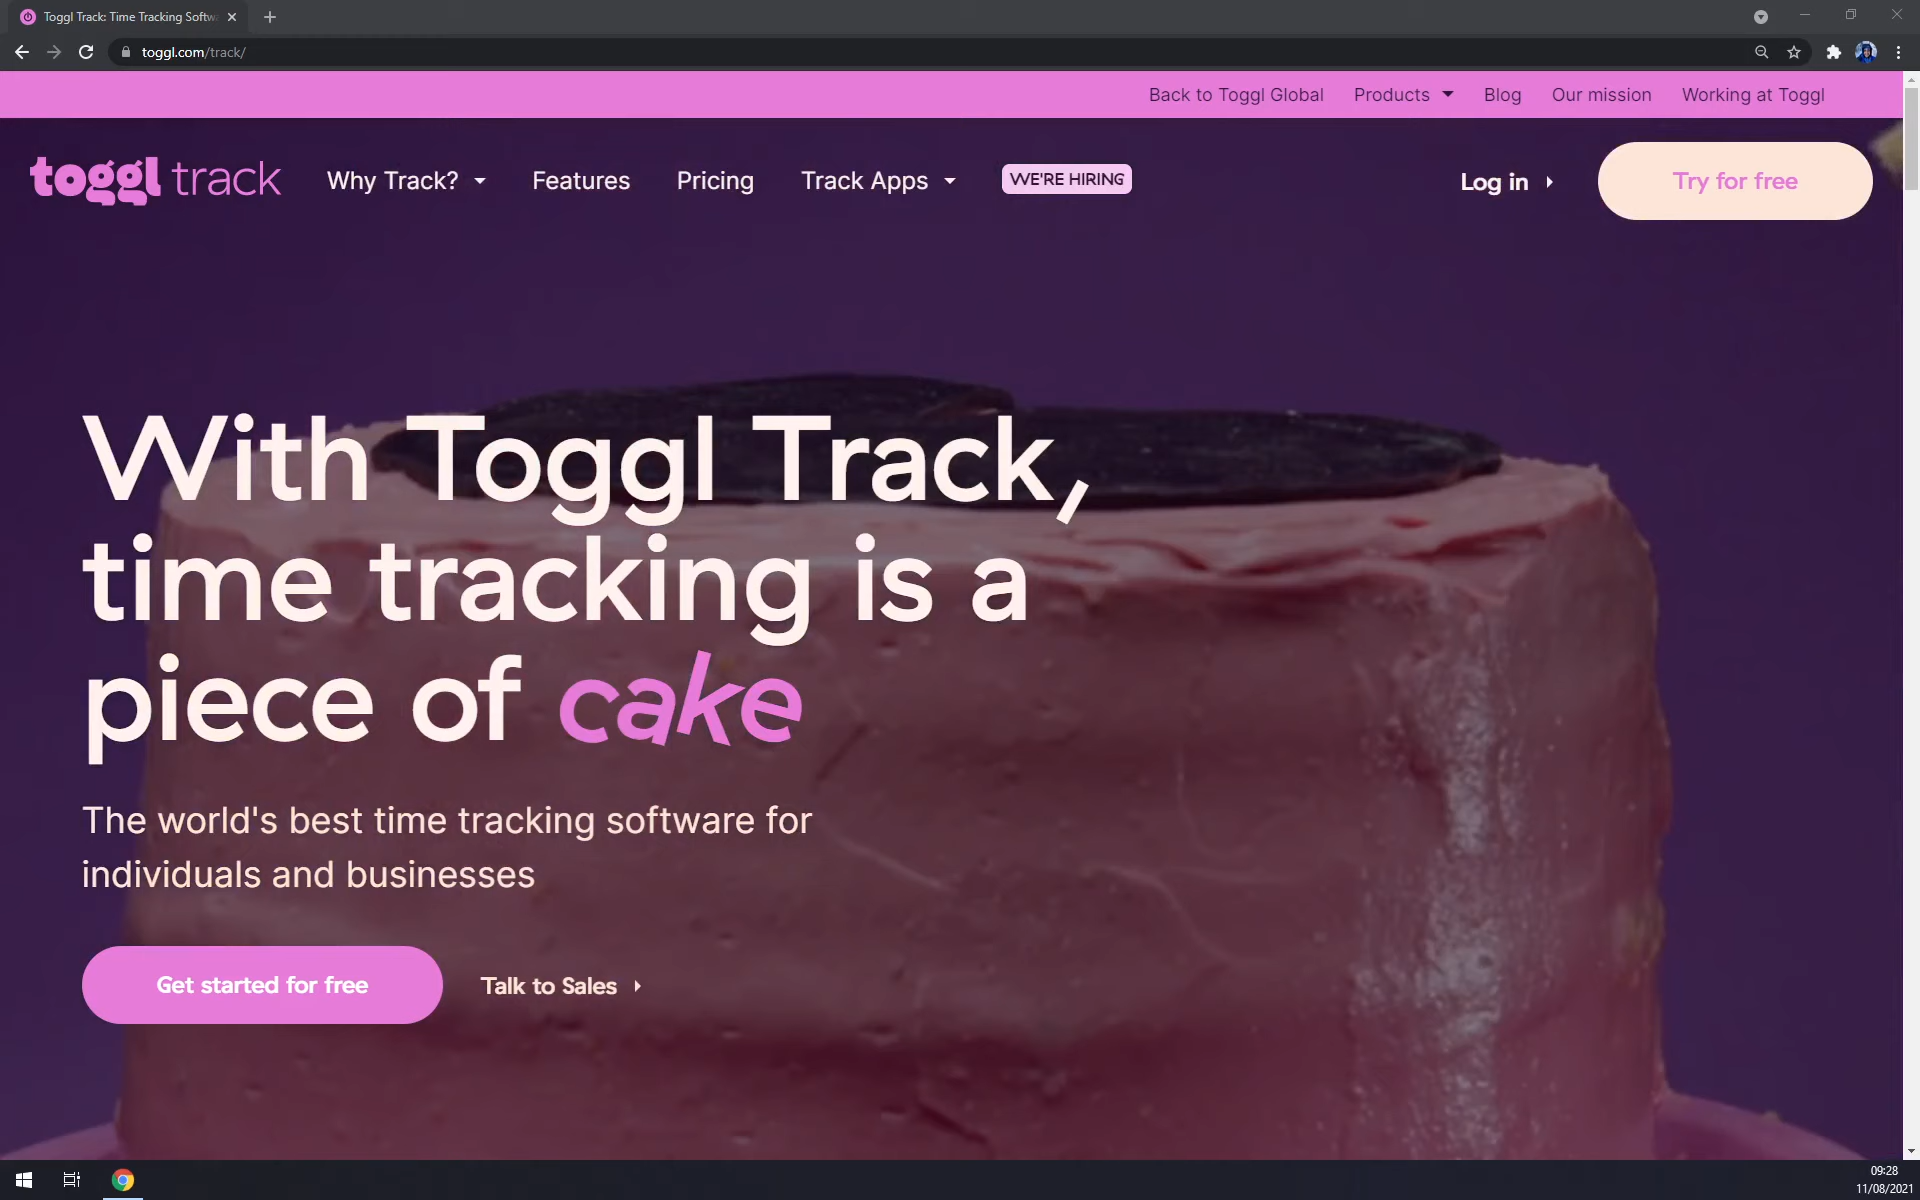 Toggl Track: Time Tracking Softw
toggl.com/track/
Back to Toggl Global Products Blog Our mission Working at Toggl
toggl track Why Track? Features Pricing Track Apps WE'RE HIRING Log in Try for free
With Toggl Track,
time tracking is a
piece of cake
The world's best time tracking software for
individuals and businesses
Get started for free Talk to Sales
09:28
11/08/2021